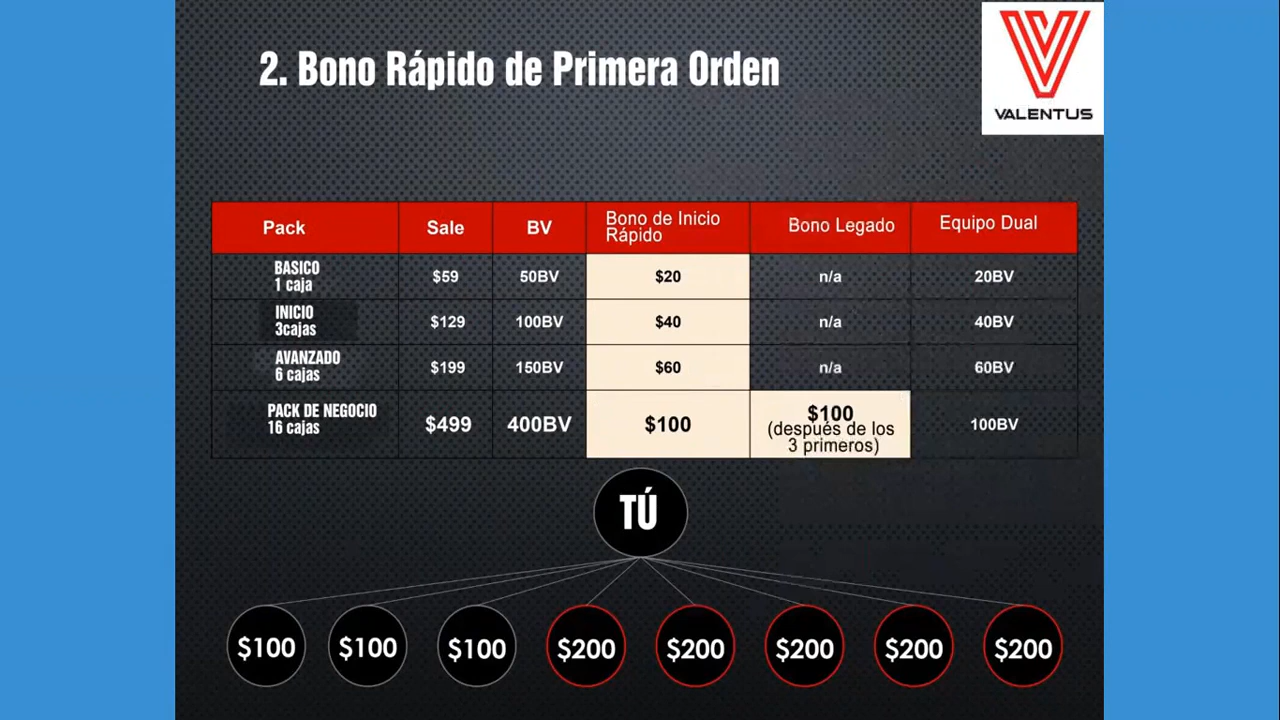 2. Bono Rápido de Primera Orden
VALENTUS
Pack Sale BV Bono de Inicio Rápido Bono Legado Equipo Dual
BASICO 1 caja $59 50BV $20 n/a 20BV
INICIO 3cajas $129 100BV $40 n/a 40BV
AVANZADO 6 cajas $199 150BV $60 n/a 60BV
PACK DE NEGOCIO 16 cajas $499 400BV $100 $100 (después de los 3 primeros) 100BV
TÚ
$100 $100 $100 $200 $200 $200 $200 $200